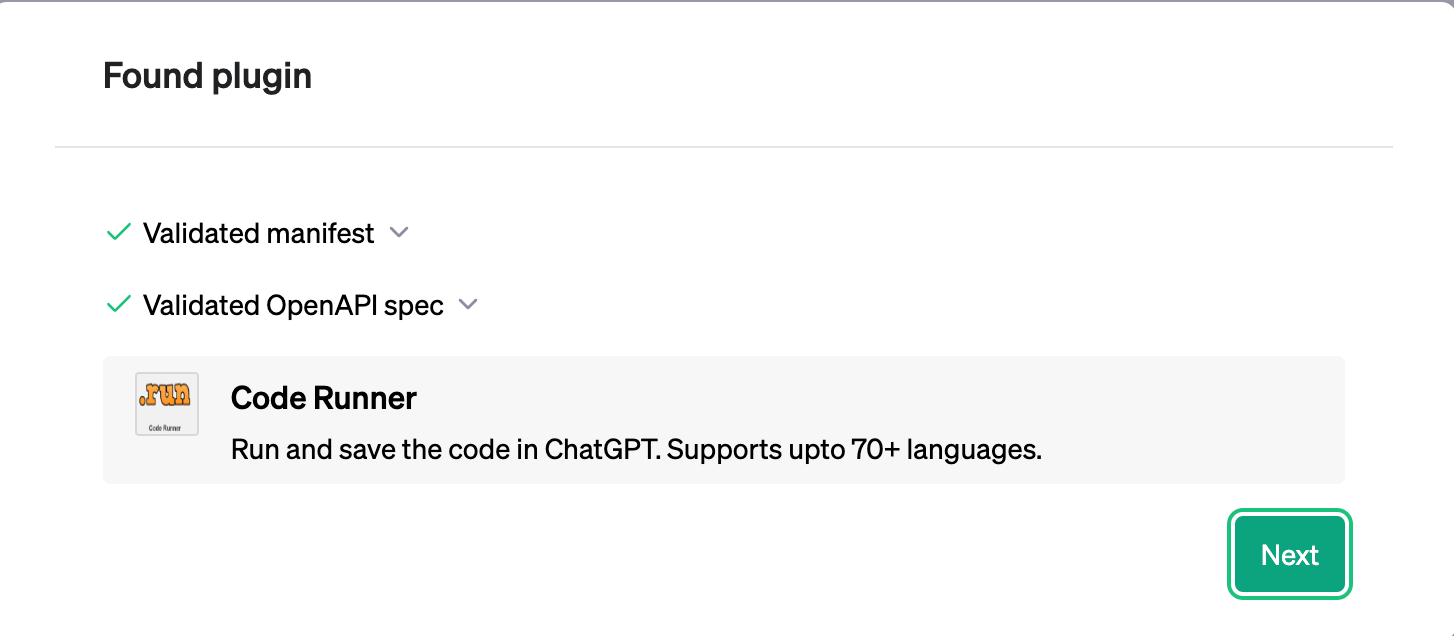 Found plugin
Validated manifest
Validated OpenAPI spec
.run
Code Runner
Code Runner
Run and save the code in ChatGPT. Supports upto 70+ languages.
Next